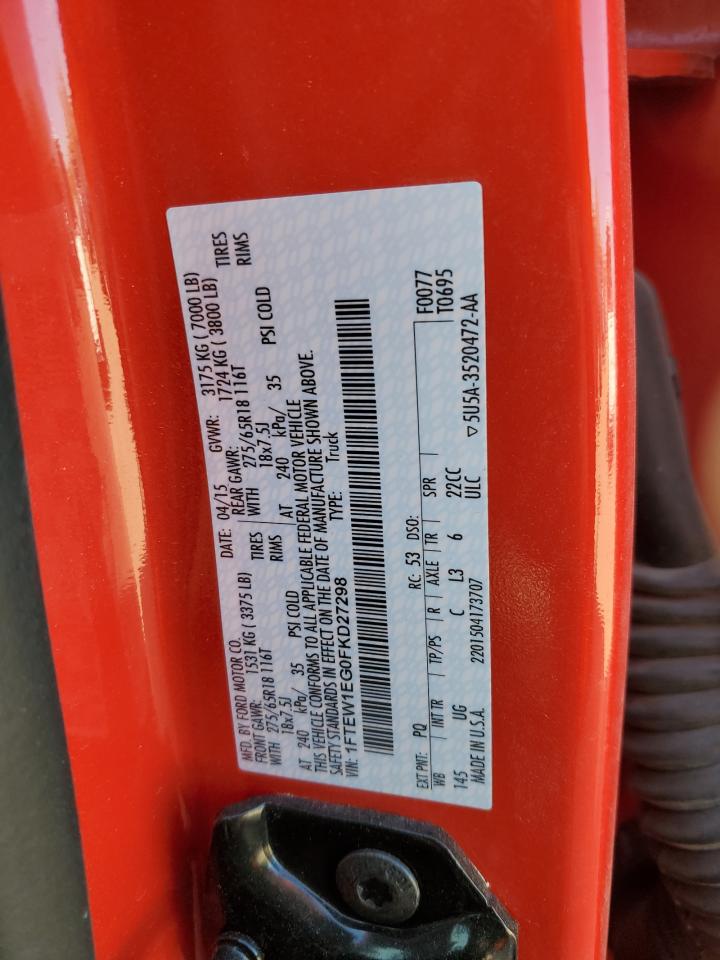 MFD. BY FORD MOTOR CO. DATE: 04/15 GVWR: 3175 KG ( 7000 LB)
FRONT GAWR: 1531 KG ( 3375 LB) REAR GAWR: 1724 KG ( 3800 LB)
WITH 275/65R18 116T TIRES WITH 275/65R18 116T TIRES
18x7.5J RIMS 18x7.5J RIMS
AT 240 kPa/ 35 PSI COLD AT 240 kPa/ 35 PSI COLD
THIS VEHICLE CONFORMS TO ALL APPLICABLE FEDERAL MOTOR VEHICLE
SAFETY STANDARDS IN EFFECT ON THE DATE OF MANUFACTURE SHOWN ABOVE.
VIN: 1FTEW1EG0FKD27298 TYPE: Truck
EXT PNT: PQ RC: 53 DSO: F0077
WB INT TR TP/PS R AXLE TR SPR T0695
145 UG C L3 6 22CC
MADE IN U.S.A. 2201504173707 ULC ▽5U5A-3520472-AA